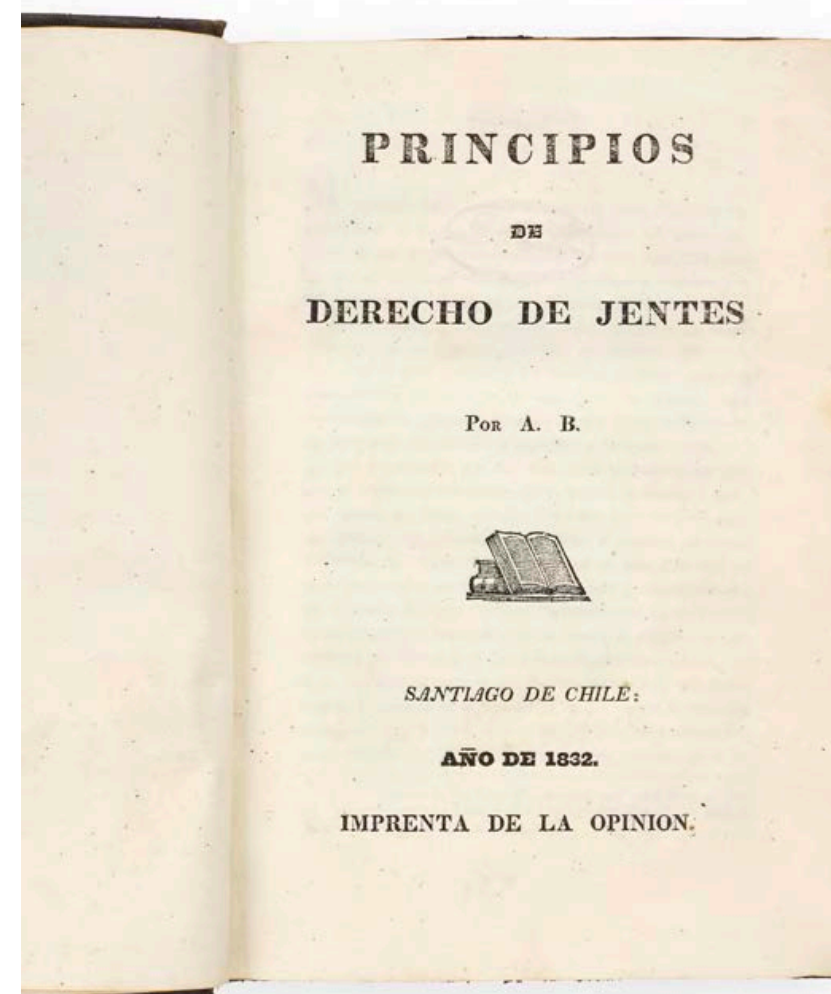 PRINCIPIOS
DE
DERECHO DE JENTES
POR A. B.
SANTIAGO DE CHILE:
AÑO DE 1832.
IMPRENTA DE LA OPINION.